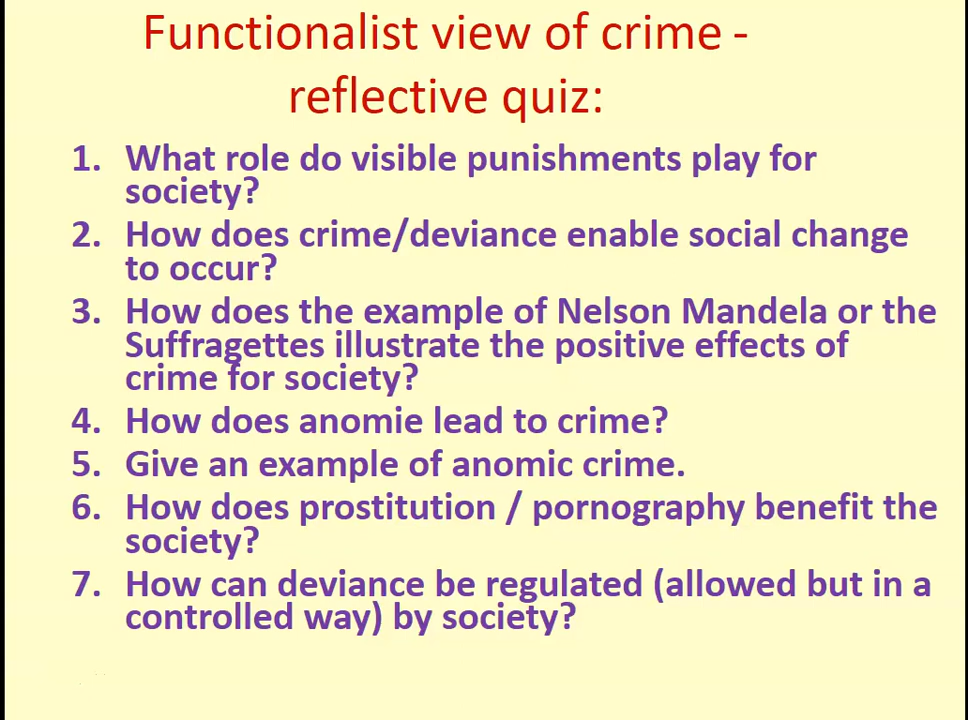 Functionalist view of crime -
reflective quiz:
1. What role do visible punishments play for
society?
2. How does crime/deviance enable social change
to occur?
3. How does the example of Nelson Mandela or the
Suffragettes illustrate the positive effects of
crime for society?
4. How does anomie lead to crime?
5. Give an example of anomic crime.
6. How does prostitution / pornography benefit the
society?
7. How can deviance be regulated (allowed but in a
controlled way) by society?